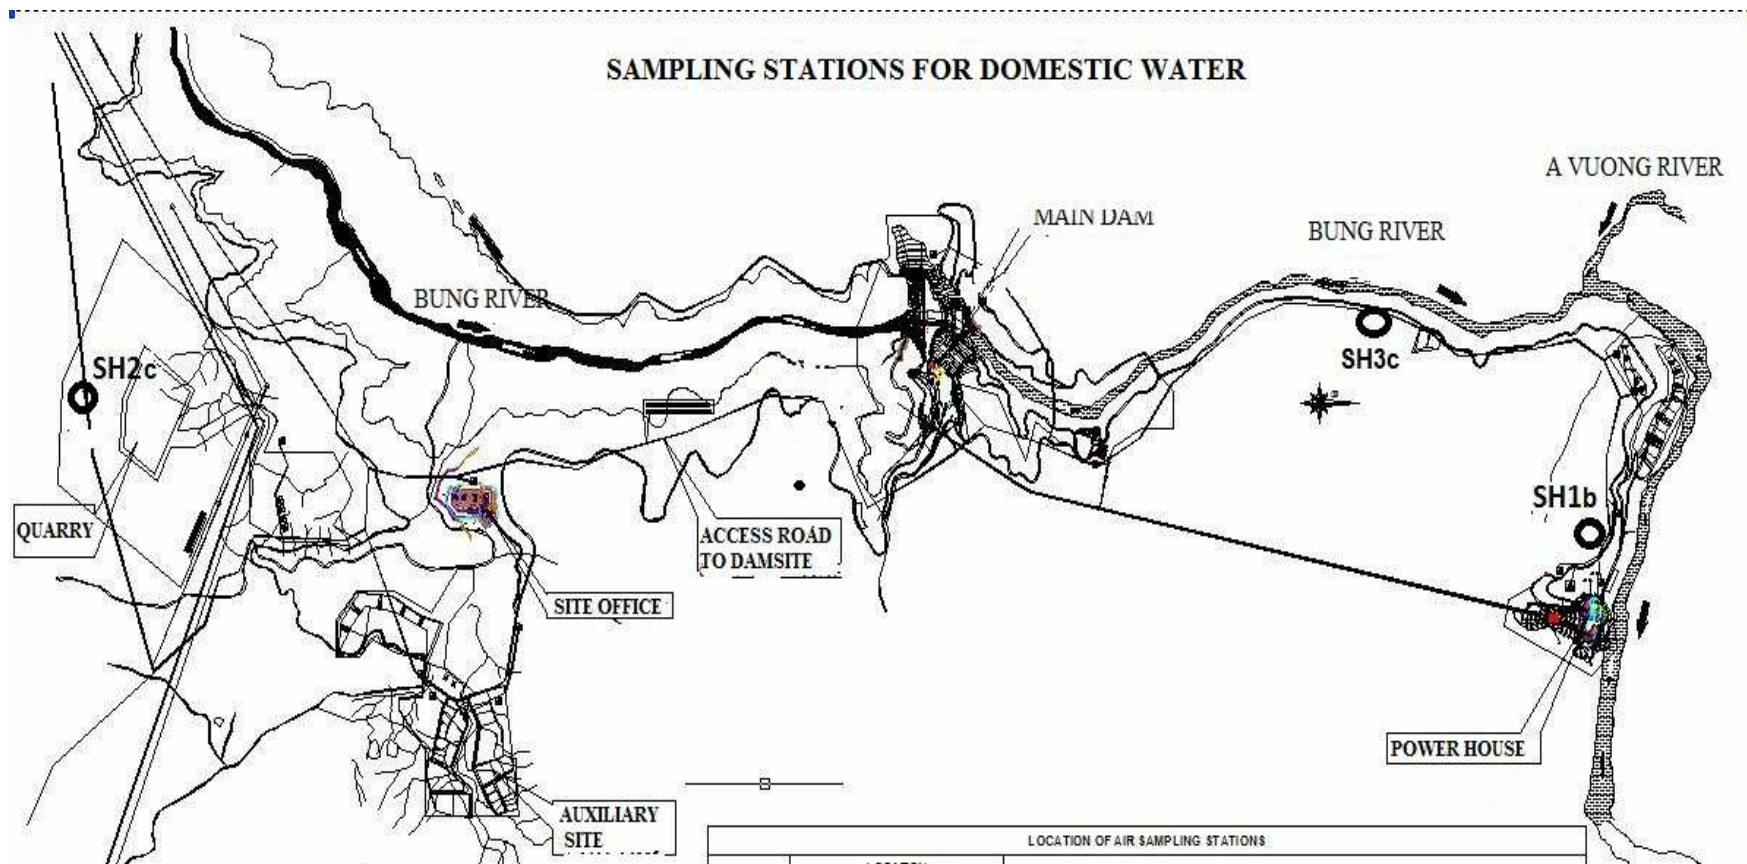 SAMPLING STATIONS FOR DOMESTIC WATER
A VUONG RIVER
MAIN DAM
BUNG RIVER
BUNG RIVER
SH2c
SH3c
SH1b
QUARRY
ACCESS ROAD
TO DAMSITE
SITE OFFICE
POWER HOUSE
AUXILIARY
SITE
LOCATION OF AIR SAMPLING STATIONS